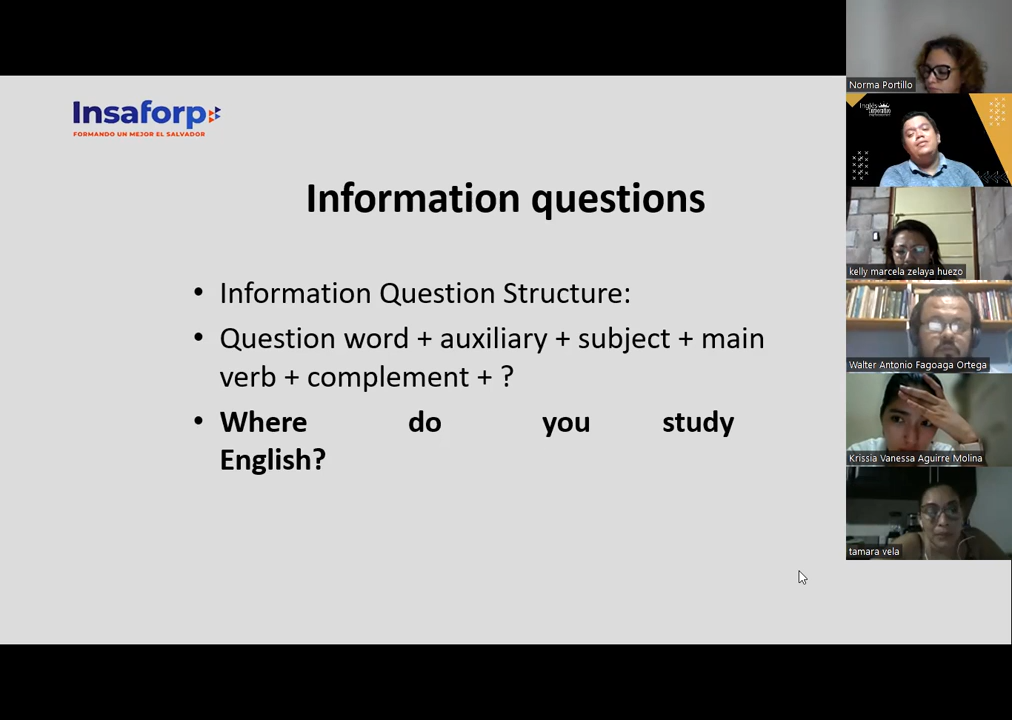 Insaforp
FORMANDO UN MEJOR EL SALVADOR
Information questions
• Information Question Structure:
• Question word + auxiliary + subject + main
verb + complement + ?
• Where do you study
English?
Norma Portillo
Inglés
Corporativo
kelly marcela zelaya huezo
Walter Antonio Fagoaga Ortega
Krissia Vanessa Aguirre Molina
tamara vela